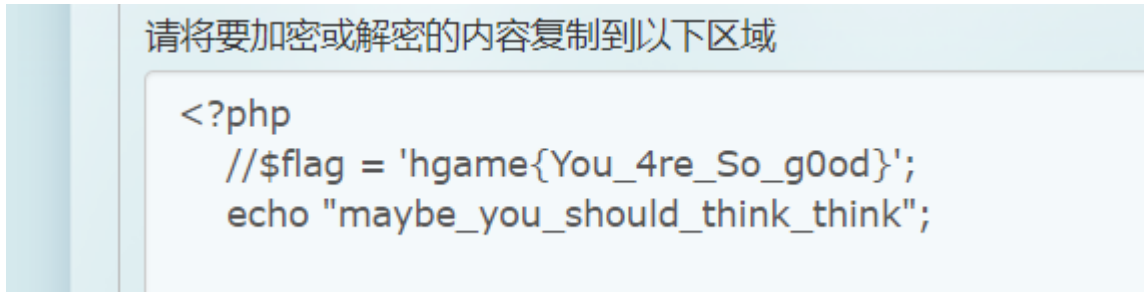 请将要加密或解密的内容复制到以下区域
<?php
//$flag = 'hgame{You_4re_So_g0od}';
echo "maybe_you_should_think_think";